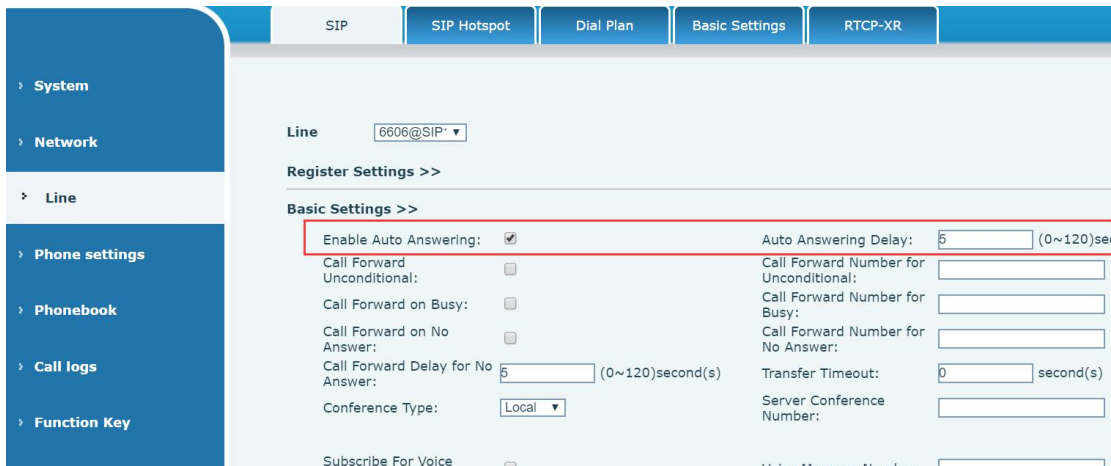 SIP
SIP Hotspot
Dial Plan
Basic Settings
RTCP-XR
System
Network
Line
Phone settings
Phonebook
Call logs
Function Key
Line 6606@SIP
Register Settings >>
Basic Settings >>
Enable Auto Answering:
Auto Answering Delay: 5 (0~120)sec
Call Forward
Unconditional:
Call Forward Number for
Unconditional:
Call Forward on Busy:
Call Forward Number for
Busy:
Call Forward on No
Answer:
Call Forward Number for
No Answer:
Call Forward Delay for No
Answer: 5 (0~120)second(s)
Transfer Timeout: 0 second(s)
Conference Type: Local
Server Conference
Number:
Subscribe For Voice